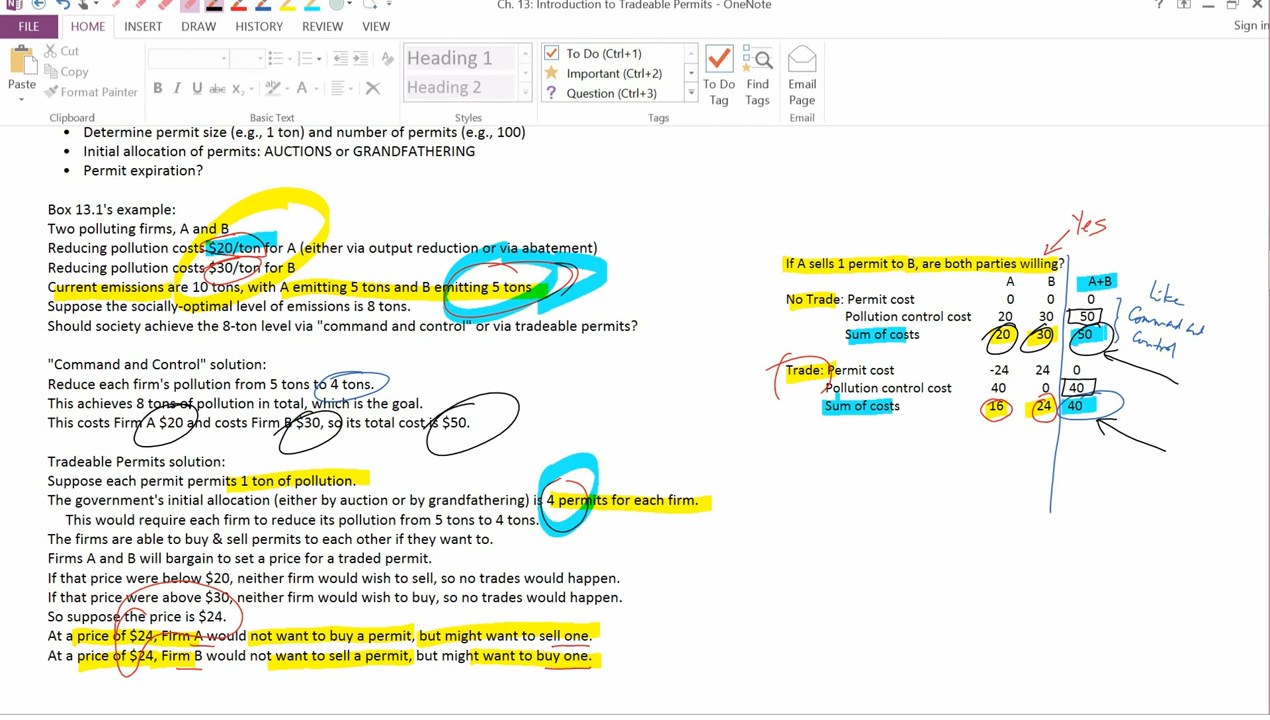 Ch. 13: Introduction to Tradeable Permits - OneNote
Sign in
FILE HOME INSERT DRAW HISTORY REVIEW VIEW
Paste
Cut
Copy
Format Painter
Clipboard
B I U abc X₂ A
Basic Text
Heading 1
Heading 2
Styles
To Do (Ctrl+1)
Important (Ctrl+2)
Question (Ctrl+3)
To Do Tag
Find Tags
Tags
Email Page
Email
• Determine permit size (e.g., 1 ton) and number of permits (e.g., 100)
• Initial allocation of permits: AUCTIONS or GRANDFATHERING
• Permit expiration?
Box 13.1's example:
Two polluting firms, A and B
Reducing pollution costs $20/ton for A (either via output reduction or via abatement)
Reducing pollution costs $30/ton for B
Current emissions are 10 tons, with A emitting 5 tons and B emitting 5 tons
Suppose the socially-optimal level of emissions is 8 tons.
Should society achieve the 8-ton level via "command and control" or via tradeable permits?
"Command and Control" solution:
Reduce each firm's pollution from 5 tons to 4 tons.
This achieves 8 tons of pollution in total, which is the goal.
This costs Firm A $20 and costs Firm B $30, so its total cost is $50.
Tradeable Permits solution:
Suppose each permit permits 1 ton of pollution.
The government's initial allocation (either by auction or by grandfathering) is 4 permits for each firm.
This would require each firm to reduce its pollution from 5 tons to 4 tons.
The firms are able to buy & sell permits to each other if they want to.
Firms A and B will bargain to set a price for a traded permit.
If that price were below $20, neither firm would wish to sell, so no trades would happen.
If that price were above $30, neither firm would wish to buy, so no trades would happen.
So suppose the price is $24.
At a price of $24, Firm A would not want to buy a permit, but might want to sell one.
At a price of $24, Firm B would not want to sell a permit, but might want to buy one.
Yes
If A sells 1 permit to B, are both parties willing?
A B A+B
No Trade: Permit cost 0 0 0
Pollution control cost 20 30 50
Sum of costs 20 30 50
Like
Command and
Control
Trade: Permit cost -24 24 0
Pollution control cost 40 0 40
Sum of costs 16 24 40